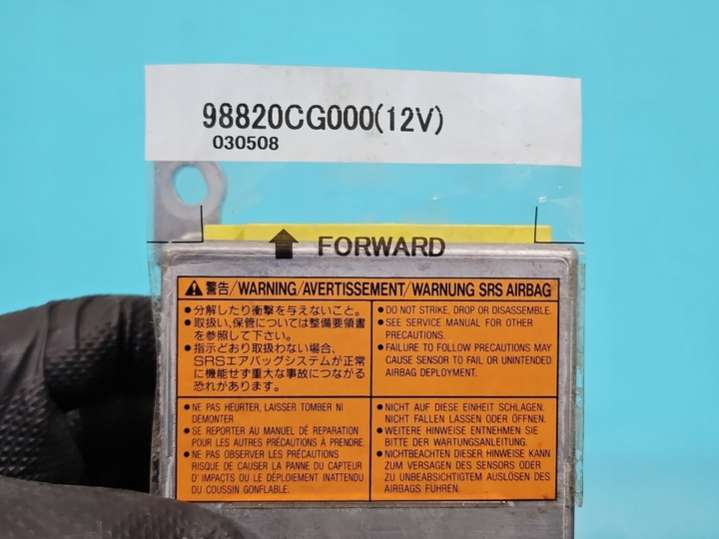 98820CG000(12V)
030508
FORWARD
警告/WARNING/AVERTISSEMENT/WARNUNG SRS AIRBAG
●分解したり衝撃を与えないこと。
●取扱い、保管については整備要領書
を参照して下さい。
●指示どおり取扱わない場合、
SRSエアバッグシステムが正常
に機能せず重大な事故につながる
恐れがあります。
●DO NOT STRIKE, DROP OR DISASSEMBLE.
●SEE SERVICE MANUAL FOR OTHER
PRECAUTIONS.
●FAILURE TO FOLLOW PRECAUTIONS MAY
CAUSE SENSOR TO FAIL OR UNINTENDED
AIRBAG DEPLOYMENT.
●NE PAS HEURTER, LAISSER TOMBER NI
DEMONTER
●SE REPORTER AU MANUEL DÉ REPARATION
POUR LES AUTRES PRÉCAUTIONS À PRENDRE
●NE PAS OBSERVER LES PRÉCAUTIONS
RISQUE DE CAUSER LA PANNE DU CAPTEUR
D'IMPACTS OU LE DÉPLOIEMENT INATTENDU
DU COUSSIN GONFLABLE.
●NICHT AUF DIESE EINHEIT SCHLAGEN.
NICHT FALLEN LASSEN ODER ÖFFNEN.
●WEITERE HINWEISE ENTNEHMEN SIE
BITTE DER WARTUNGSANLEITUNG.
●NICHTBEACHTEN DIESER HINWEISE KANN
ZUM VERSAGEN DES SENSORS ODER
ZU UNBEABSICHTIGTEM AUSLÖSEN DES
AIRBAGS FÜHREN.